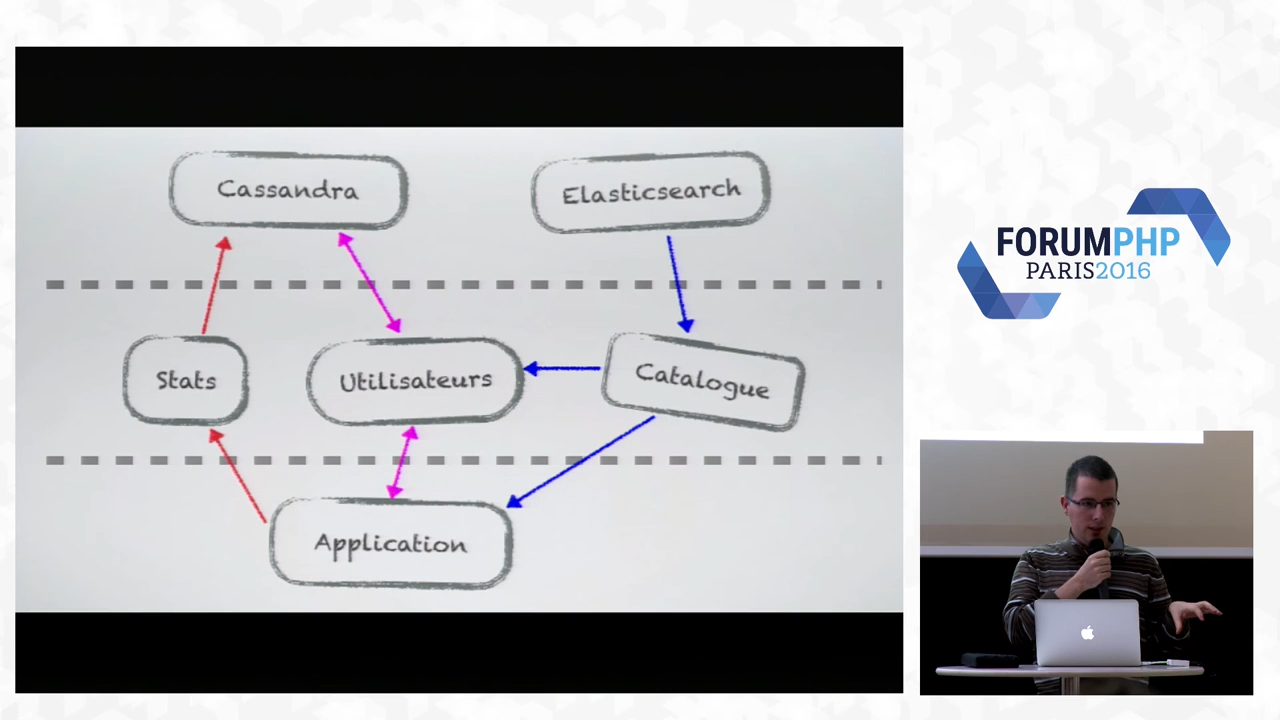 Cassandra
Elasticsearch
Stats
Utilisateurs
Catalogue
Application
FORUMPHP
PARIS2016